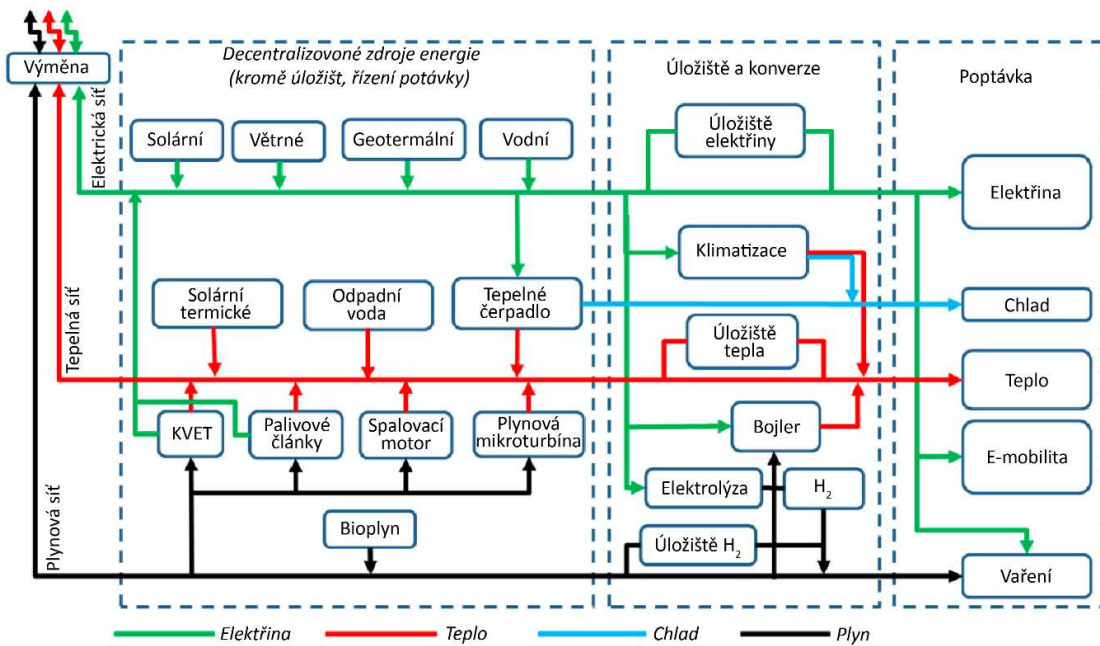 Výměna
Decentralizovoné zdroje energie
(kromě úložišt, řízení potávky)
Úložiště a konverze
Poptávka
Elektrická síť
Solární
Větrné
Geotermální
Vodní
Úložiště
elektřiny
Elektřina
Klimatizace
Tepelná síť
Solární
termické
Odpadní
voda
Tepelné
čerpadlo
Chlad
Úložiště
tepla
Teplo
KVET
Palivové
články
Spalovací
motor
Plynová
mikroturbína
Bojler
E-mobilita
Plynová síť
Elektrolýza
H₂
Bioplyn
Úložiště H₂
Vaření
Elektřina
Teplo
Chlad
Plyn